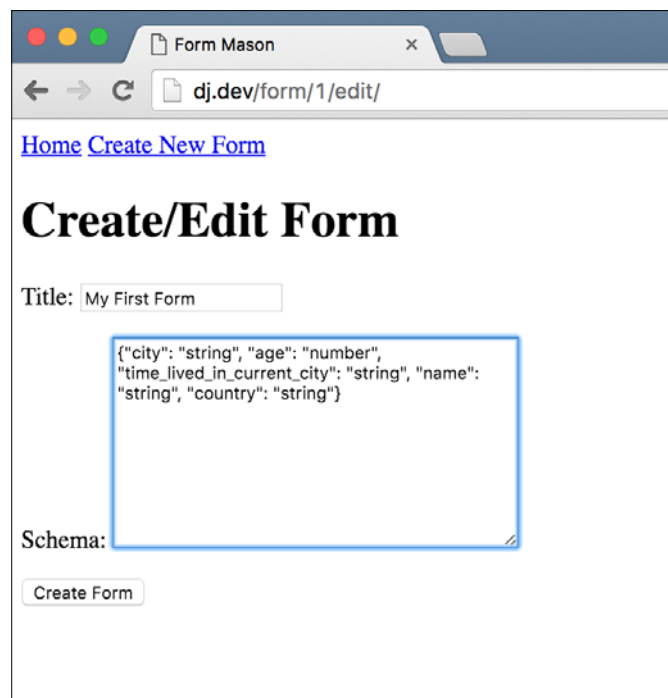 Form Mason
dj.dev/form/1/edit/
Home Create New Form
Create/Edit Form
Title: My First Form
{"city": "string", "age": "number",
"time_lived_in_current_city": "string", "name":
"string", "country": "string"}
Schema:
Create Form